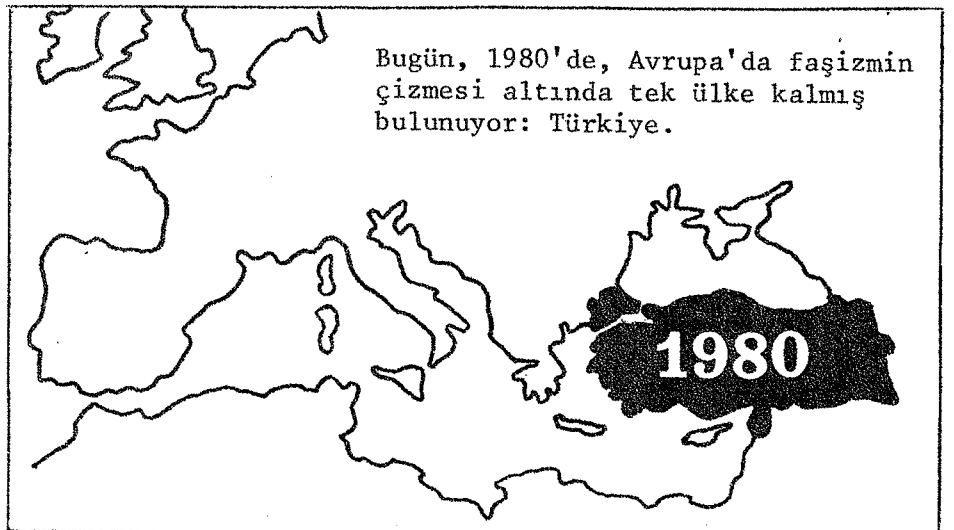 Bugün, 1980'de, Avrupa'da faşizmin
çizmesi altında tek ülke kalmış
bulunuyor: Türkiye.
1980